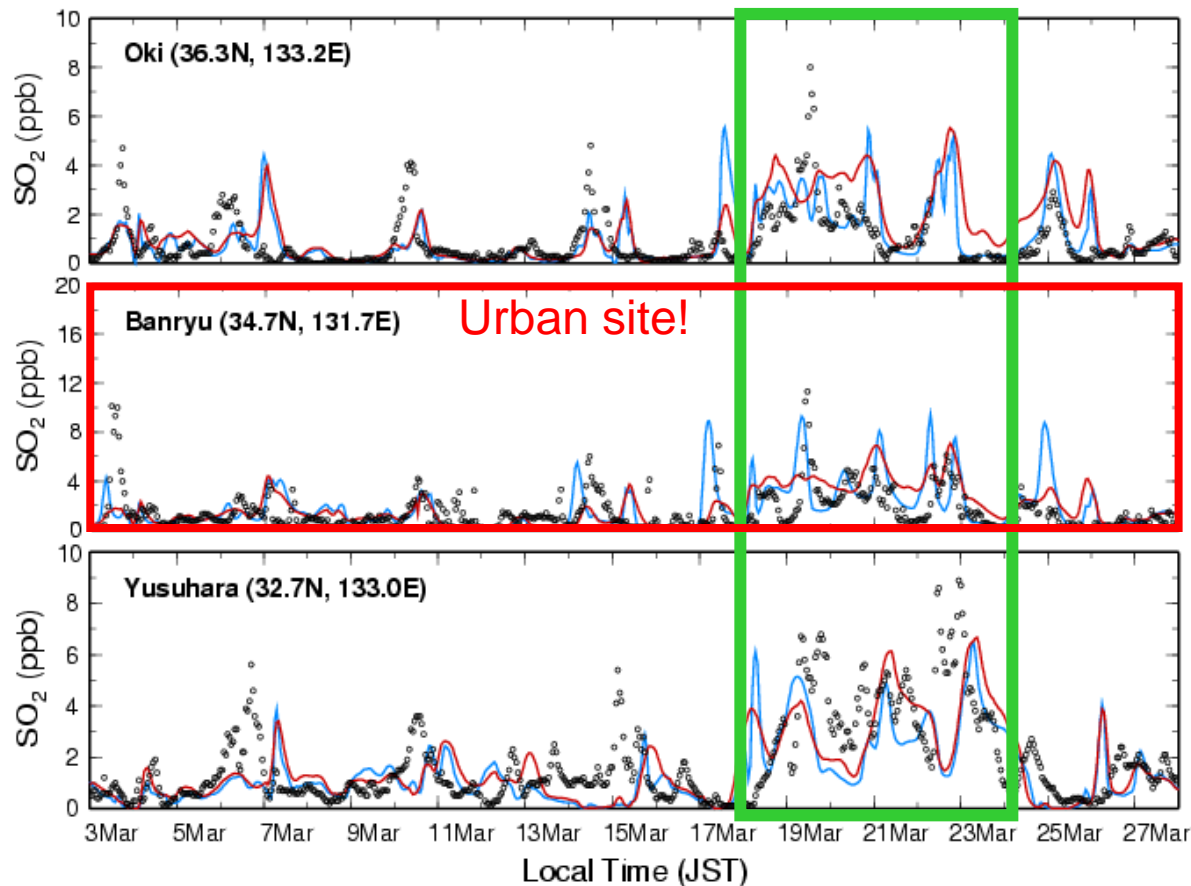 10
8
6
4
2
0
SO2 (ppb)
Oki (36.3N, 133.2E)
20
16
12
8
4
0
SO2 (ppb)
Banryu (34.7N, 131.7E)
Urban site!
10
8
6
4
2
0
SO2 (ppb)
Yusuhara (32.7N, 133.0E)
3Mar 5Mar 7Mar 9Mar 11Mar 13Mar 15Mar 17Mar 19Mar 21Mar 23Mar 25Mar 27Mar
Local Time (JST)